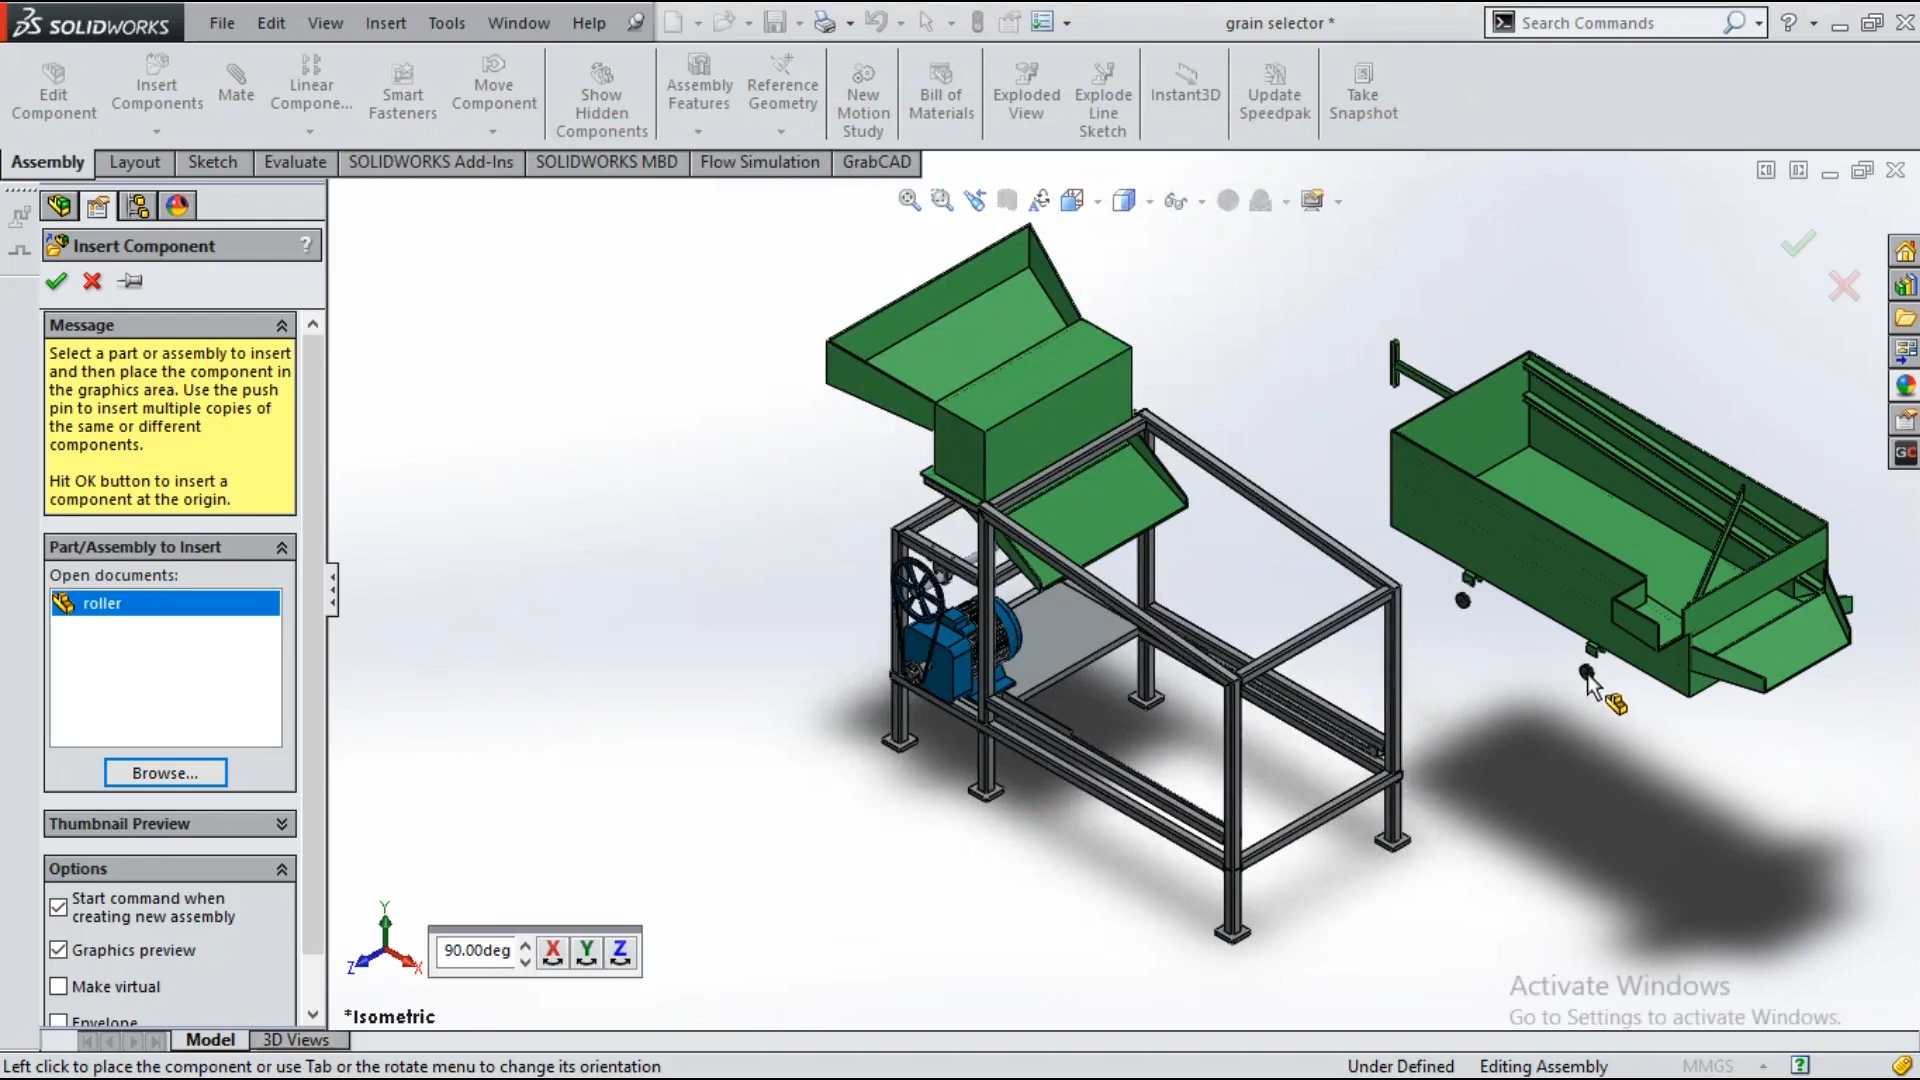 SOLIDWORKS File Edit View Insert Tools Window Help grain selector * Search Commands ?
Edit Component
Insert Components
Mate
Linear Compone...
Smart Fasteners
Move Component
Show Hidden Components
Assembly Features
Reference Geometry
New Motion Study
Bill of Materials
Exploded View
Explode Line Sketch
Instant3D
Update Speedpak
Take Snapshot
Assembly Layout Sketch Evaluate SOLIDWORKS Add-Ins SOLIDWORKS MBD Flow Simulation GrabCAD
Insert Component ?
Message
Select a part or assembly to insert
and then place the component in
the graphics area. Use the push
pin to insert multiple copies of
the same or different
components.
Hit OK button to insert a
component at the origin.
Part/Assembly to Insert
Open documents:
roller
Browse...
Thumbnail Preview
Options
Start command when
creating new assembly
Graphics preview
Make virtual
Envelope
Y
Z
X
90.00deg X Y Z
*Isometric
GC
Activate Windows
Go to Settings to activate Windows.
Model 3D Views
Left click to place the component or use Tab or the rotate menu to change its orientation Under Defined Editing Assembly MMGS ?